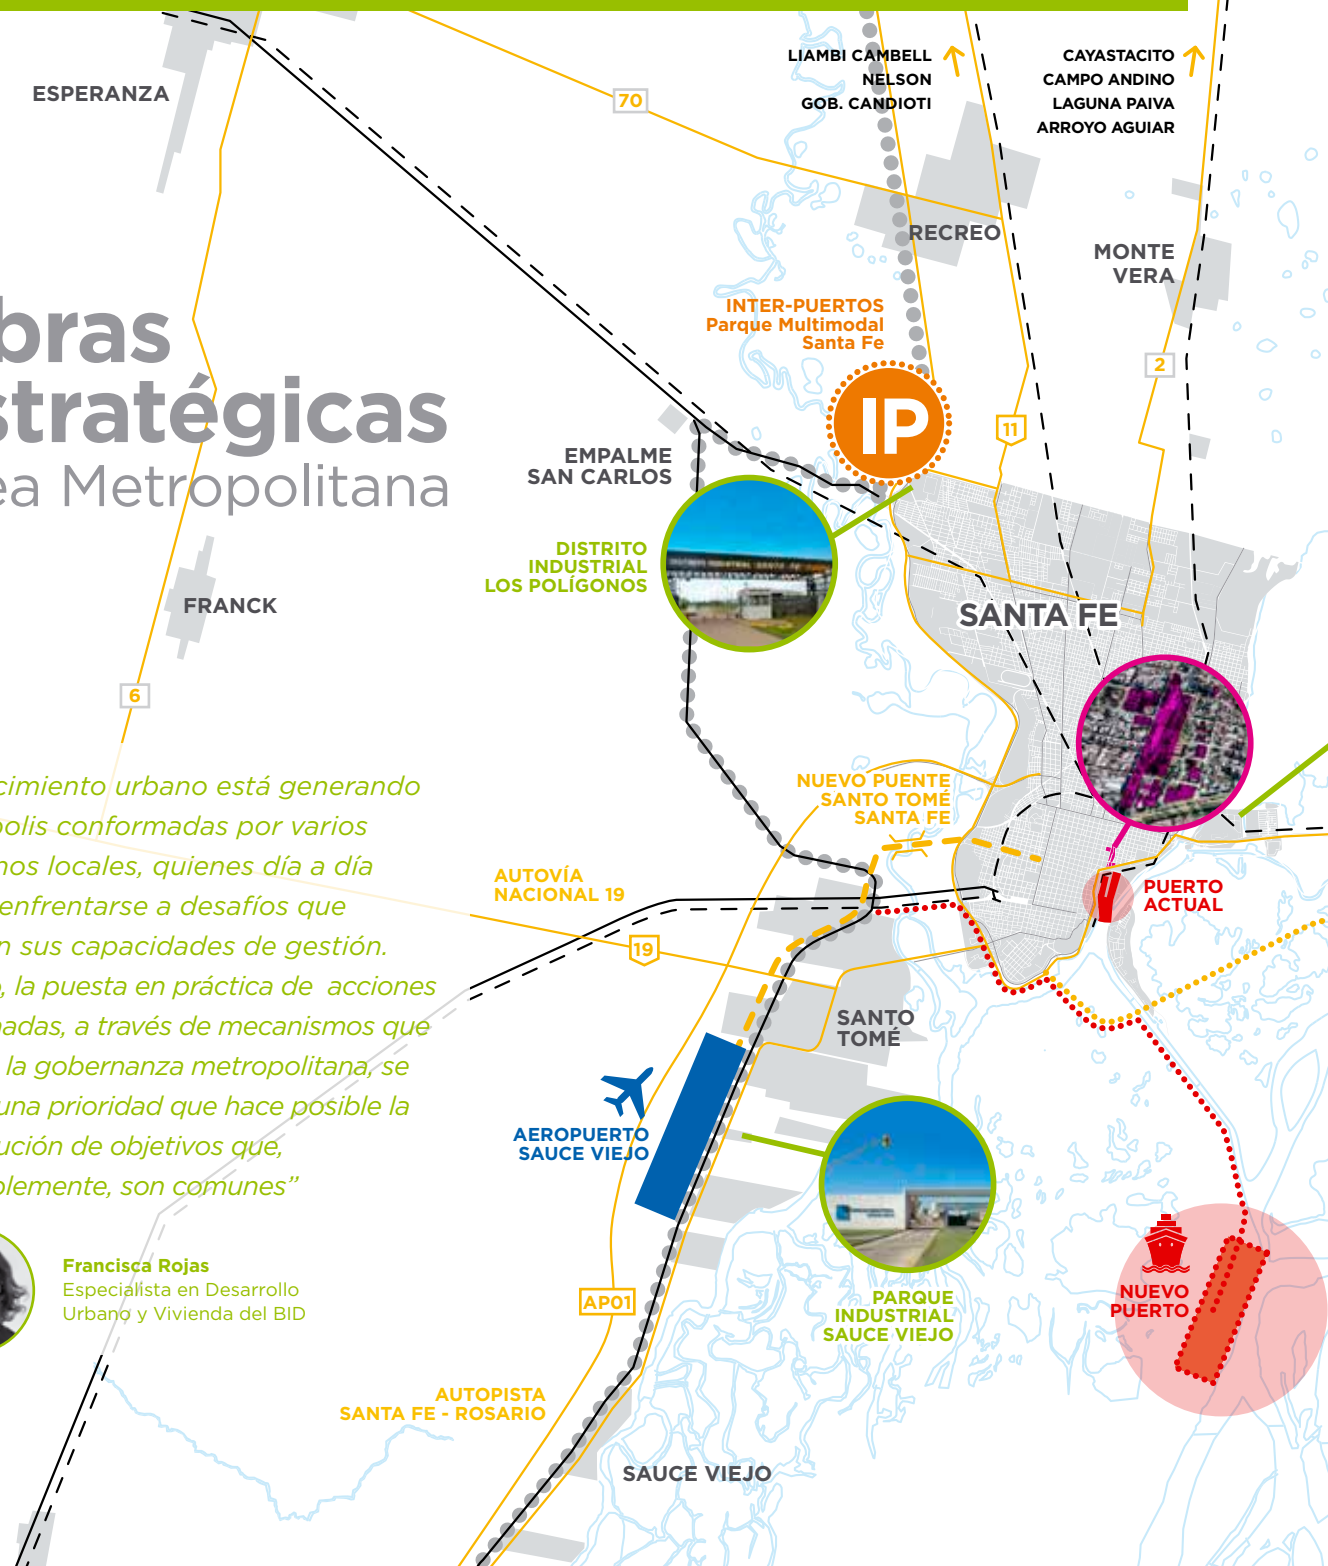 LIAMBI CAMBELL
NELSON
GOB. CANDIOTI
CAYASTACITO
CAMPO ANDINO
LAGUNA PAIVA
ARROYO AGUIAR
ESPERANZA
70
RECREO
MONTE
VERA
INTER-PUERTOS
Parque Multimodal
Santa Fe
IP
2
11
bras
stratégicas
ea Metropolitana
EMPALME
SAN CARLOS
DISTRITO
INDUSTRIAL
LOS POLÍGONOS
FRANCK
SANTA FE
6
cimiento urbano está generando
polis conformadas por varios
nos locales, quienes día a día
enfrentarse a desafíos que
n sus capacidades de gestión.
, la puesta en práctica de acciones
nadas, a través de mecanismos que
la gobernanza metropolitana, se
una prioridad que hace posible la
ución de objetivos que,
blemente, son comunes”
Francisca Rojas
Especialista en Desarrollo
Urbano y Vivienda del BID
NUEVO PUENTE
SANTO TOMÉ
SANTA FE
AUTOVÍA
NACIONAL 19
19
PUERTO
ACTUAL
SANTO
TOMÉ
AEROPUERTO
SAUCE VIEJO
PARQUE
INDUSTRIAL
SAUCE VIEJO
NUEVO
PUERTO
AP01
AUTOPISTA
SANTA FE - ROSARIO
SAUCE VIEJO